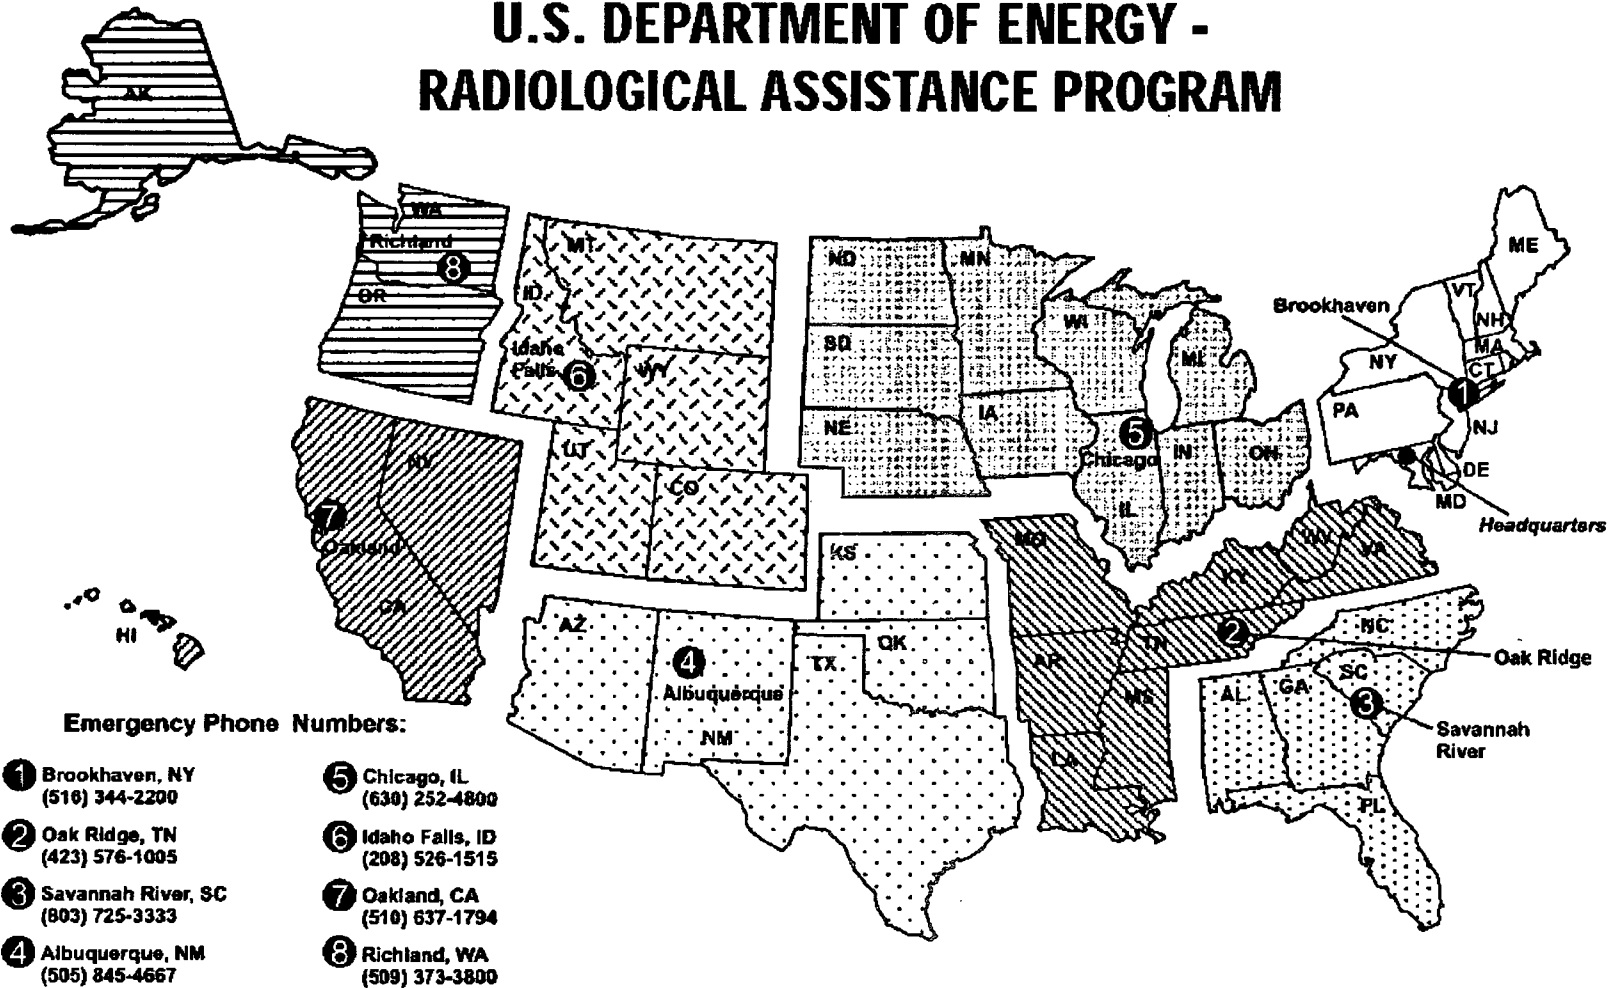 U.S. DEPARTMENT OF ENERGY -
RADIOLOGICAL ASSISTANCE PROGRAM
AK
WA
Richland
8
OR
MT
ID
Idaho
Falls 6
WY
UT
CO
ND
MN
SD
WI
MI
NE
IA
5
Chicago
IL
IN
OH
ME
VT
NH
Brookhaven
MA
NY
CT
1
PA
NJ
DE
MD
Headquarters
NV
7
Oakland
CA
HI
KS
MO
WV
VA
KY
AZ
4
Albuquerque
NM
TX
OK
AR
TN
2
Oak Ridge
NC
SC
MS
AL
GA
3
Savannah
River
LA
FL
Emergency Phone Numbers:
1 Brookhaven, NY
(516) 344-2200
2 Oak Ridge, TN
(423) 576-1005
3 Savannah River, SC
(803) 725-3333
4 Albuquerque, NM
(505) 845-4667
5 Chicago, IL
(630) 252-4800
6 Idaho Falls, ID
(208) 526-1515
7 Oakland, CA
(510) 637-1794
8 Richland, WA
(509) 373-3800